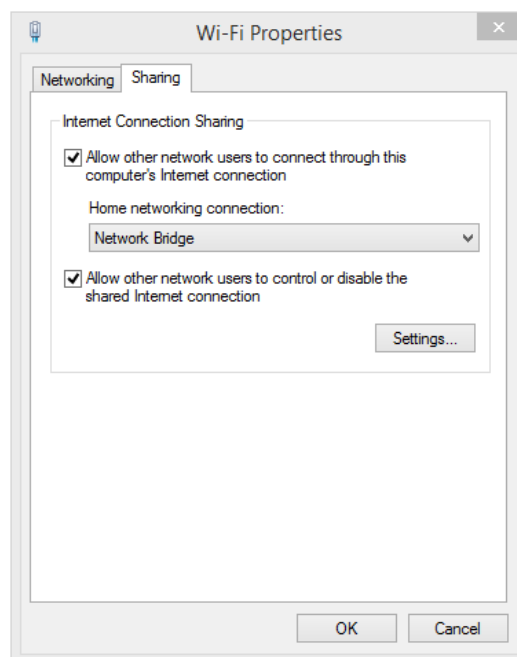 Wi-Fi Properties
Networking
Sharing
Internet Connection Sharing
Allow other network users to connect through this
computer's Internet connection
Home networking connection:
Network Bridge
Allow other network users to control or disable the
shared Internet connection
Settings...
OK
Cancel